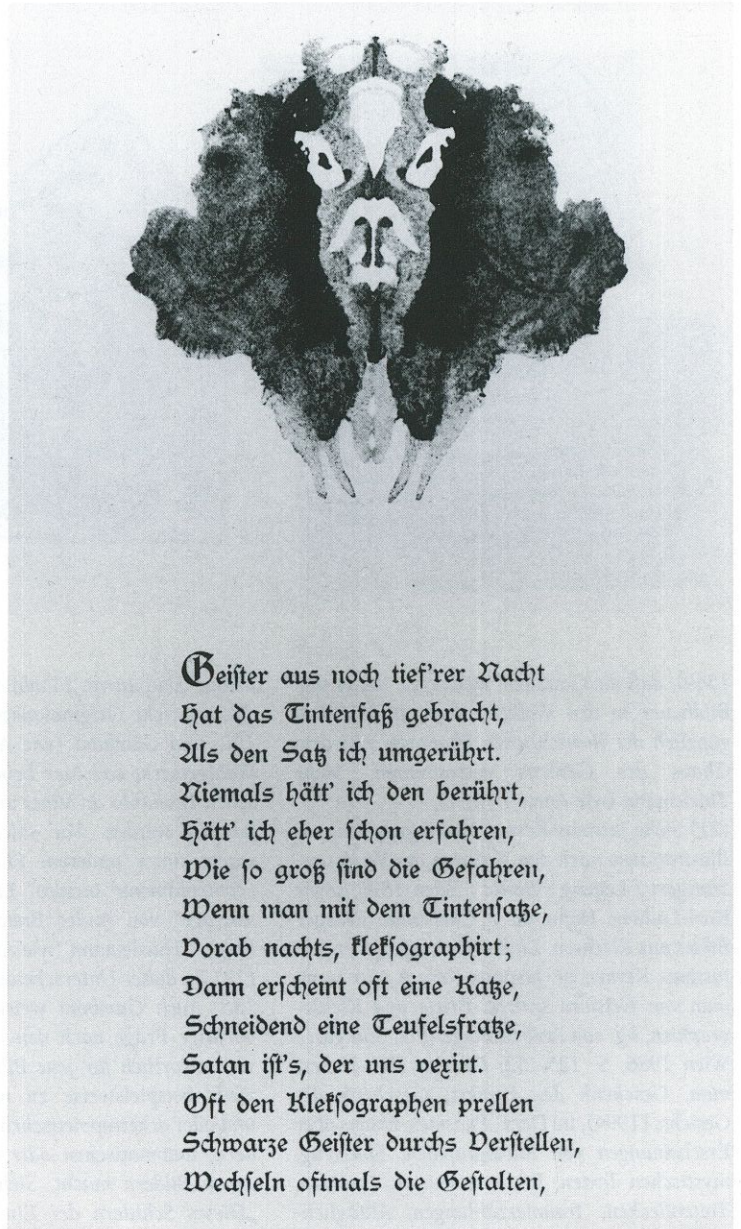 Geister aus noch tief'rer Nacht
Hat das Tintenfaß gebracht,
Als den Satz ich umgerührt.
Niemals hätt' ich den berührt,
Hätt' ich eher schon erfahren,
Wie so groß sind die Gefahren,
Wenn man mit dem Tintensatze,
Vorab nachts, kleksographirt;
Dann erscheint oft eine Katze,
Schneidend eine Teufelsfratze,
Satan ist's, der uns vexirt.
Oft den Kleksographen prellen
Schwarze Geister durchs Verstellen,
Wechseln oftmals die Gestalten,